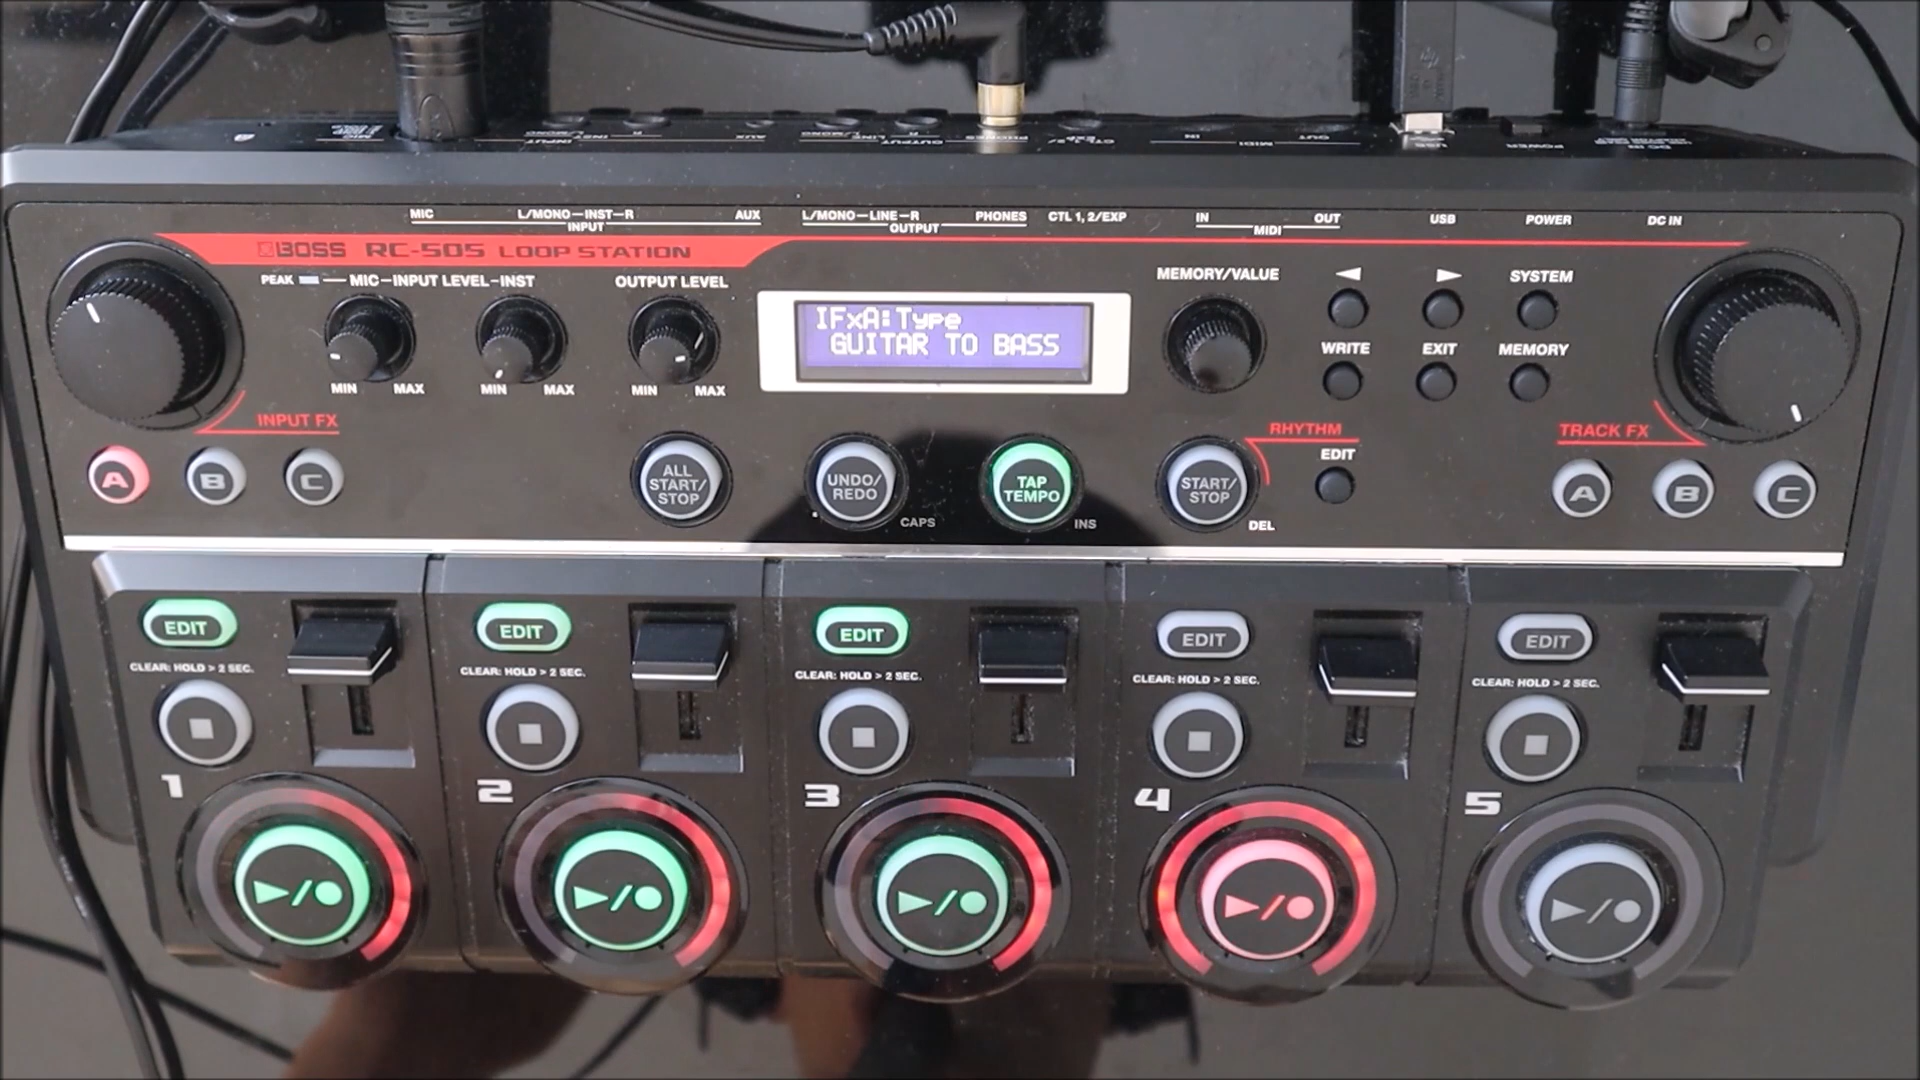 MIC L/MONO—INST—R AUX L/MONO—LINE—R PHONES CTL 1, 2/EXP IN OUT USB POWER DC IN
INPUT OUTPUT MIDI
BOSS RC-505 LOOP STATION
PEAK MIC—INPUT LEVEL—INST OUTPUT LEVEL MEMORY/VALUE ◀ ▶ SYSTEM
IFxA:Type
GUITAR TO BASS
WRITE EXIT MEMORY
MIN MAX MIN MAX MIN MAX
INPUT FX RHYTHM TRACK FX
EDIT
A B C ALL START/STOP UNDO/REDO TAP TEMPO START/STOP A B C
CAPS INS DEL
EDIT EDIT EDIT EDIT EDIT
CLEAR: HOLD > 2 SEC. CLEAR: HOLD > 2 SEC. CLEAR: HOLD > 2 SEC. CLEAR: HOLD > 2 SEC. CLEAR: HOLD > 2 SEC.
1 2 3 4 5